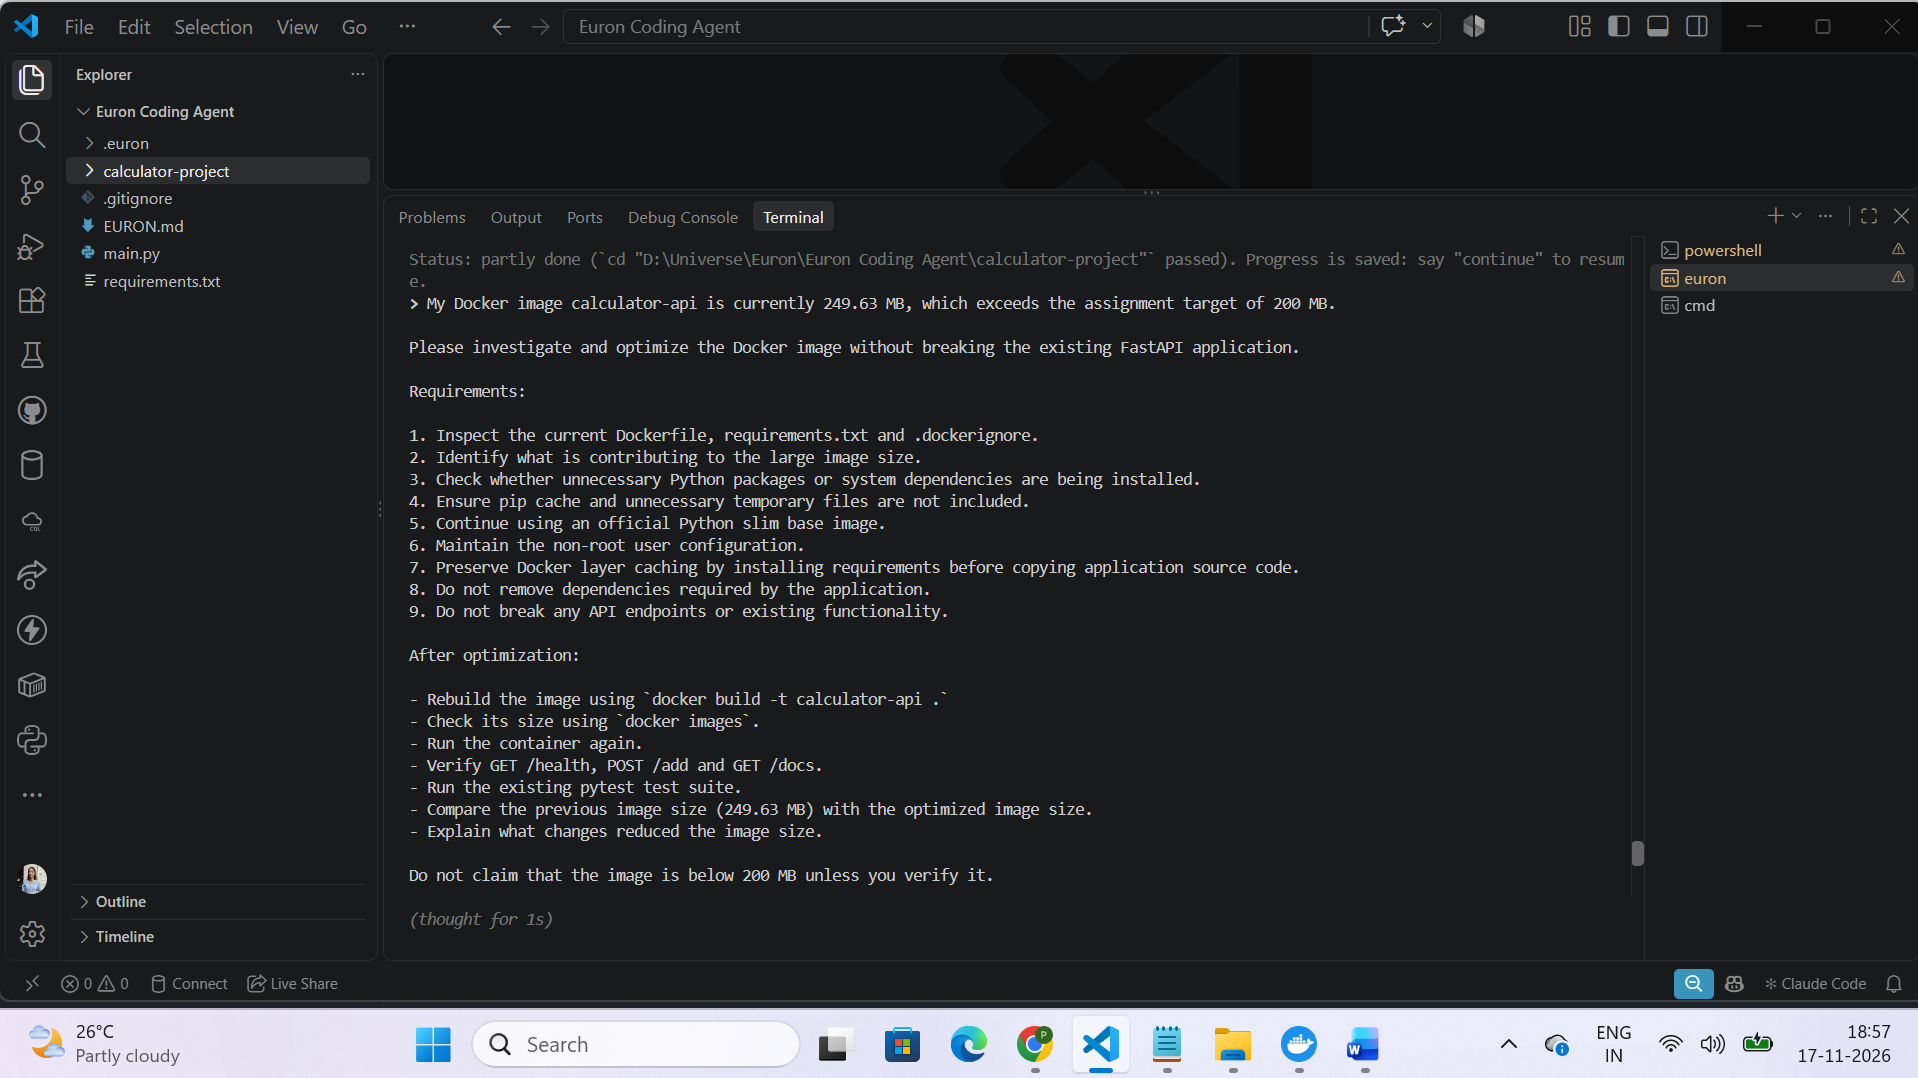 File Edit Selection View Go ···
Euron Coding Agent
Explorer
Euron Coding Agent
.euron
calculator-project
.gitignore
EURON.md
main.py
requirements.txt
Outline
Timeline
Problems Output Ports Debug Console Terminal
Status: partly done (`cd "D:\Universe\Euron\Euron Coding Agent\calculator-project"` passed). Progress is saved: say "continue" to resum
e.
> My Docker image calculator-api is currently 249.63 MB, which exceeds the assignment target of 200 MB.
Please investigate and optimize the Docker image without breaking the existing FastAPI application.
Requirements:
1. Inspect the current Dockerfile, requirements.txt and .dockerignore.
2. Identify what is contributing to the large image size.
3. Check whether unnecessary Python packages or system dependencies are being installed.
4. Ensure pip cache and unnecessary temporary files are not included.
5. Continue using an official Python slim base image.
6. Maintain the non-root user configuration.
7. Preserve Docker layer caching by installing requirements before copying application source code.
8. Do not remove dependencies required by the application.
9. Do not break any API endpoints or existing functionality.
After optimization:
- Rebuild the image using `docker build -t calculator-api .`
- Check its size using `docker images`.
- Run the container again.
- Verify GET /health, POST /add and GET /docs.
- Run the existing pytest test suite.
- Compare the previous image size (249.63 MB) with the optimized image size.
- Explain what changes reduced the image size.
Do not claim that the image is below 200 MB unless you verify it.
(thought for 1s)
powershell
euron
cmd
0 0 Connect Live Share
Claude Code
26°C
Partly cloudy
Search
P
W
ENG
IN
18:57
17-11-2026